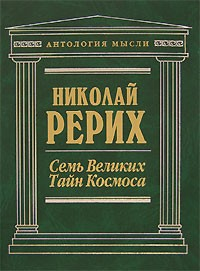 АНТОЛОГИЯ МЫСЛИ
НИКОЛАЙ
РЕРИХ
Семь Великих
Тайн Космоса